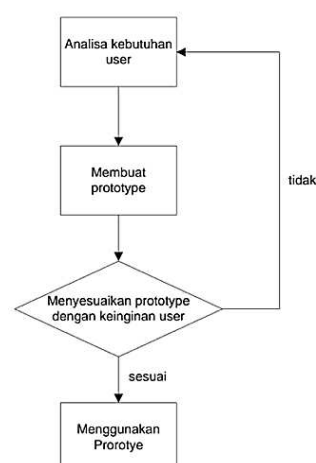 Analisa kebutuhan
user
Membuat
prototype
tidak
Menyesuaikan prototype
dengan keinginan user
sesuai
Menggunakan
Prorotye